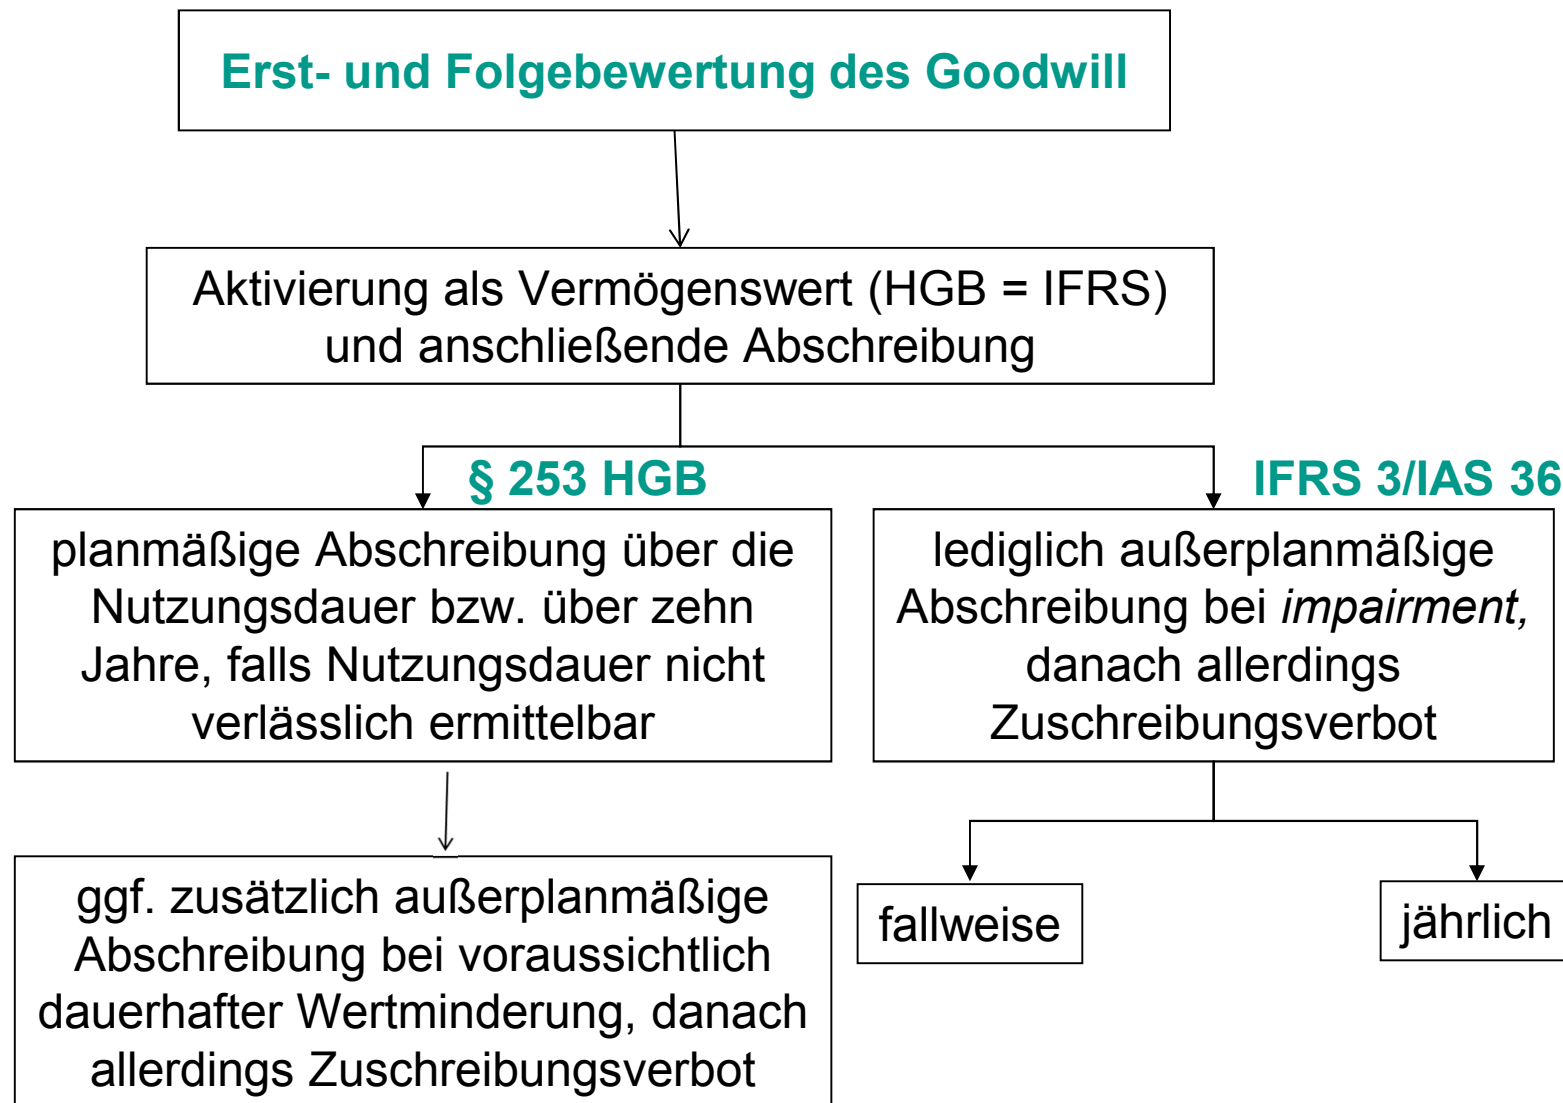 Erst- und Folgebewertung des Goodwill
Aktivierung als Vermögenswert (HGB = IFRS)
und anschließende Abschreibung
§ 253 HGB
planmäßige Abschreibung über die
Nutzungsdauer bzw. über zehn
Jahre, falls Nutzungsdauer nicht
verlässlich ermittelbar
ggf. zusätzlich außerplanmäßige
Abschreibung bei voraussichtlich
dauerhafter Wertminderung, danach
allerdings Zuschreibungsverbot
IFRS 3/IAS 36
lediglich außerplanmäßige
Abschreibung bei impairment,
danach allerdings
Zuschreibungsverbot
fallweise
jährlich